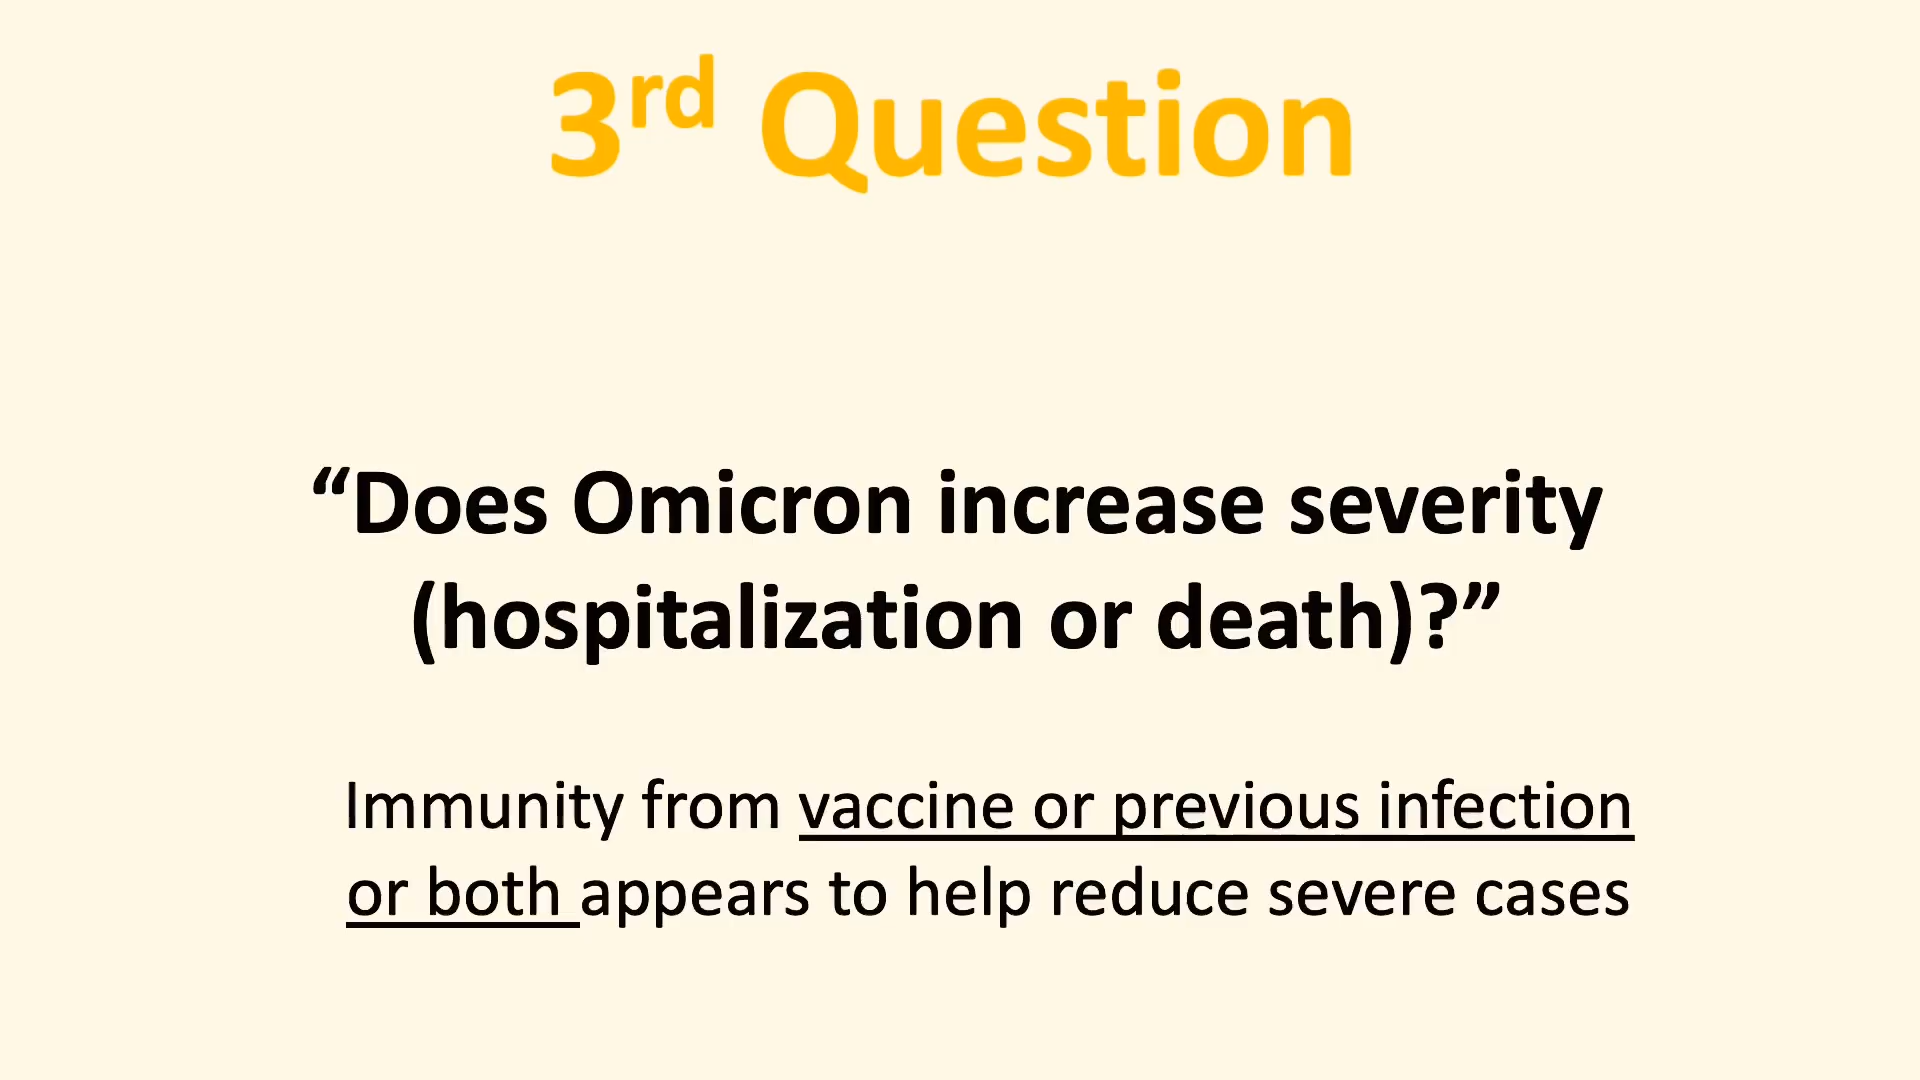 3rd Question
“Does Omicron increase severity
(hospitalization or death)?”
Immunity from vaccine or previous infection
or both appears to help reduce severe cases